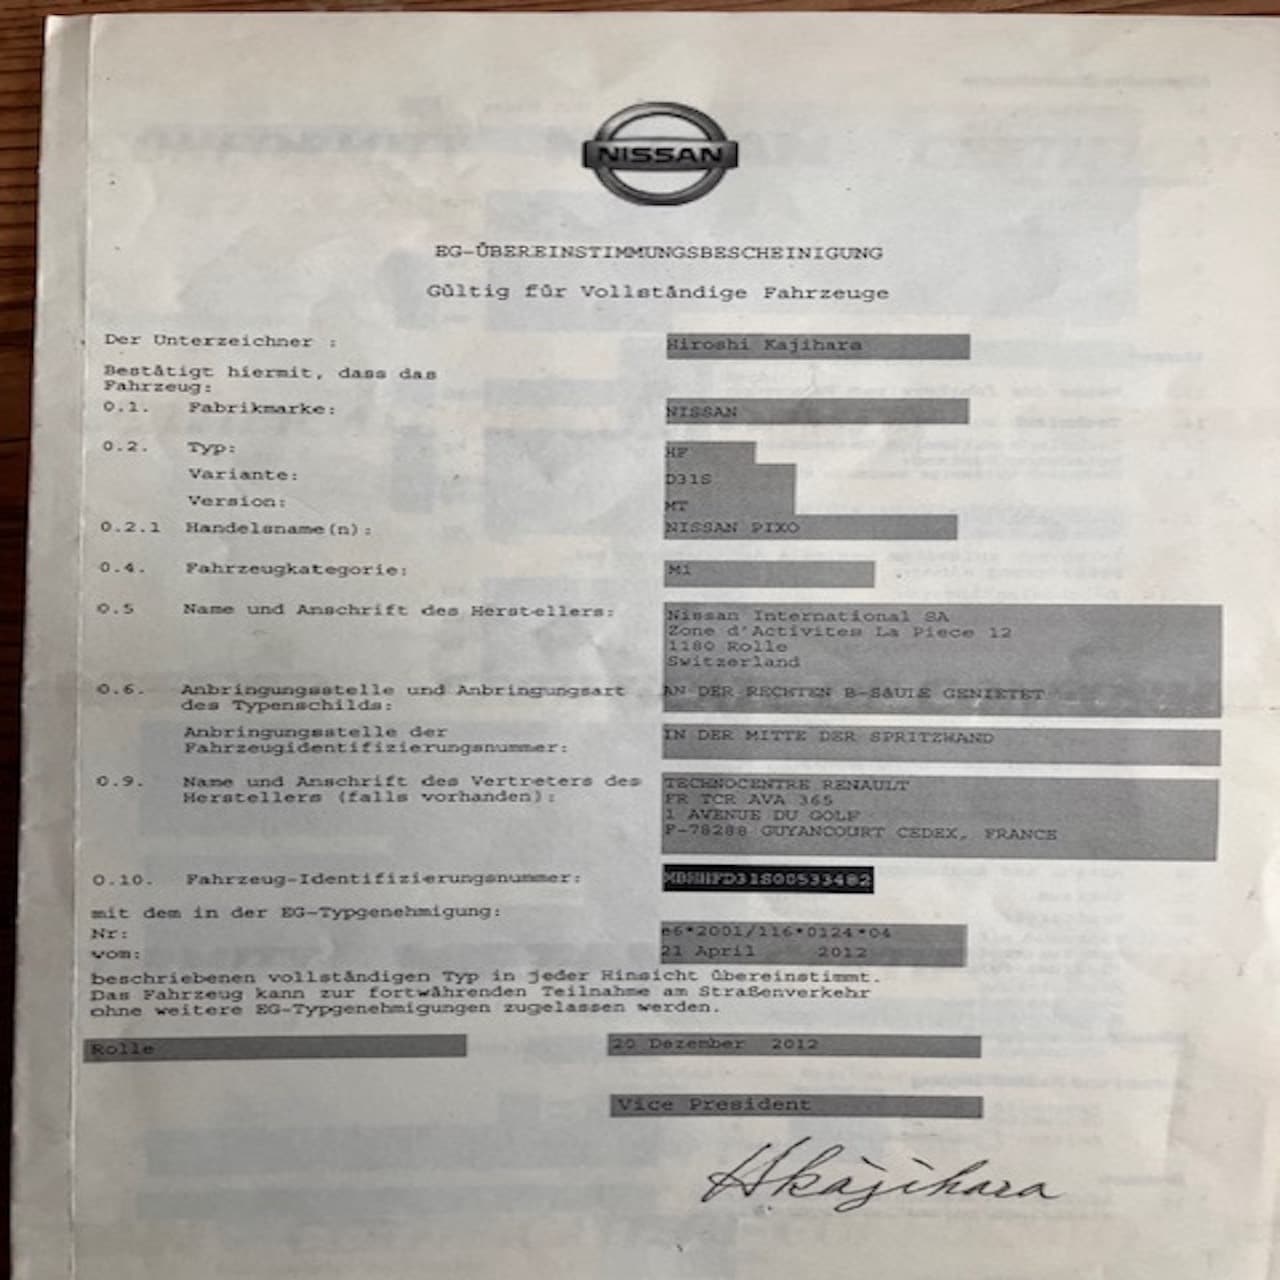 NISSAN
EG-ÜBEREINSTIMMUNGSBESCHEINIGUNG
Gültig für Vollständige Fahrzeuge
Der Unterzeichner : Hiroshi Kajihara
Bestätigt hiermit, dass das
Fahrzeug:
0.1. Fabrikmarke: NISSAN
0.2. Typ: HF
Variante: D31S
Version: MT
0.2.1 Handelsname(n): NISSAN PIXO
0.4. Fahrzeugkategorie: M1
0.5 Name und Anschrift des Herstellers: Nissan International SA
Zone d'Activites La Piece 12
1180 Rolle
Switzerland
0.6. Anbringungsstelle und Anbringungsart AN DER RECHTEN B-SÄULE GENIETET
des Typenschilds:
Anbringungsstelle der IN DER MITTE DER SPRITZWAND
Fahrzeugidentifizierungsnummer:
0.9. Name und Anschrift des Vertreters des TECHNOCENTRE RENAULT
Herstellers (falls vorhanden): FR TCR AVA 365
1 AVENUE DU GOLF
F-78288 GUYANCOURT CEDEX, FRANCE
0.10. Fahrzeug-Identifizierungsnummer:
mit dem in der EG-Typgenehmigung:
Nr: e6*2001/116*0124*04
vom: 21 April 2012
beschriebenen vollständigen Typ in jeder Hinsicht übereinstimmt.
Das Fahrzeug kann zur fortwährenden Teilnahme am Straßenverkehr
ohne weitere EG-Typgenehmigungen zugelassen werden.
Rolle 20 Dezember 2012
Vice President
HKajihara